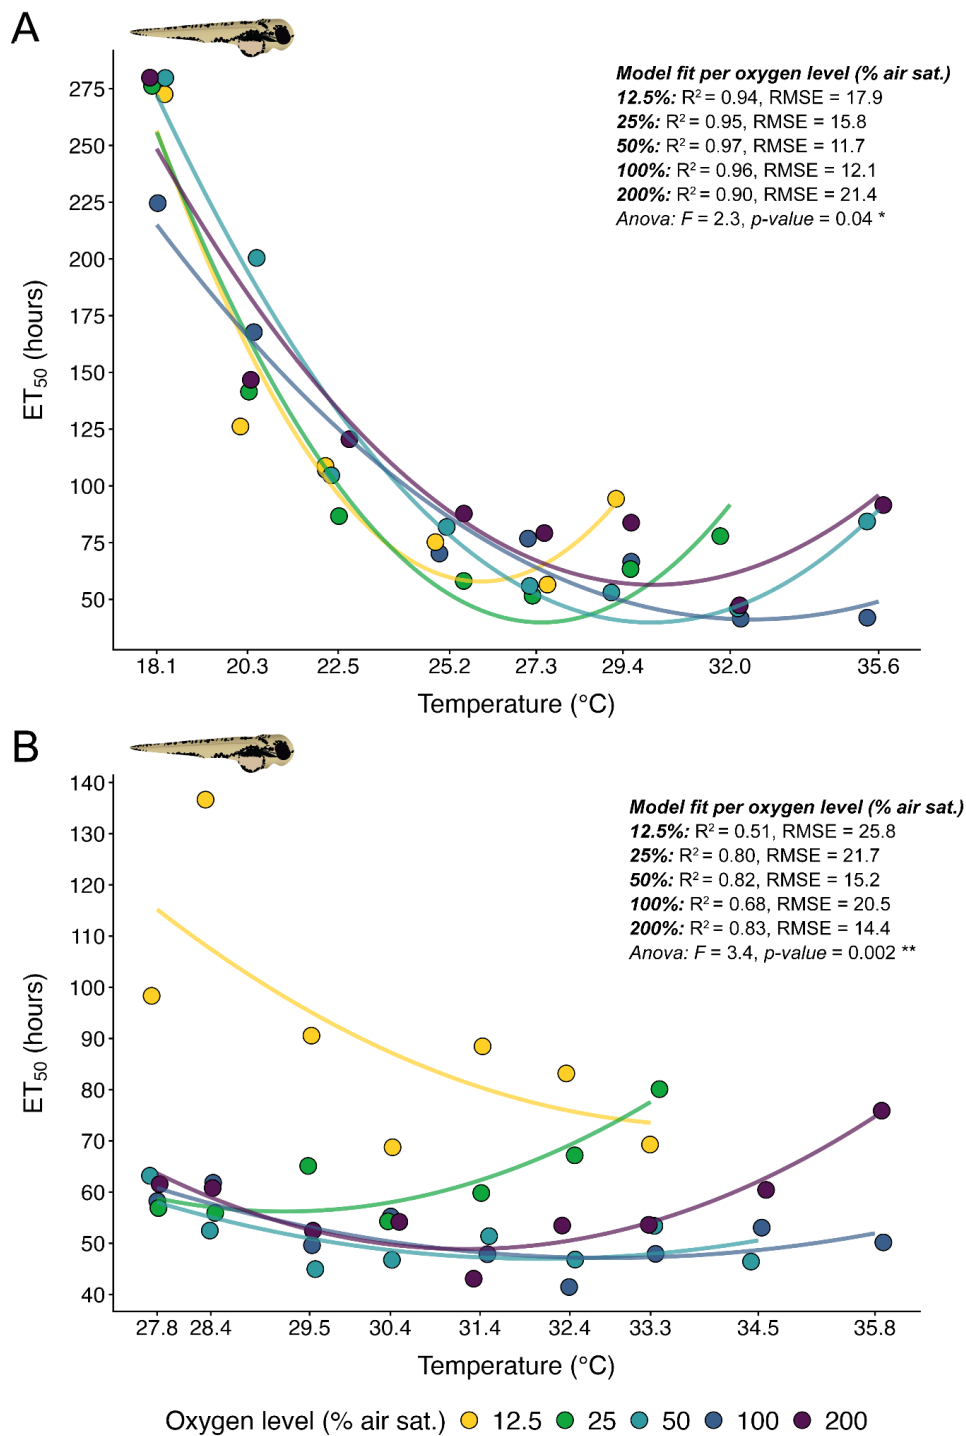 A
Model fit per oxygen level (% air sat.)
12.5%: R² = 0.94, RMSE = 17.9
25%: R² = 0.95, RMSE = 15.8
50%: R² = 0.97, RMSE = 11.7
100%: R² = 0.96, RMSE = 12.1
200%: R² = 0.90, RMSE = 21.4
Anova: F = 2.3, p-value = 0.04 *
275
250
225
200
175
150
125
100
75
50
ET₅₀ (hours)
18.1 20.3 22.5 25.2 27.3 29.4 32.0 35.6
Temperature (°C)
B
Model fit per oxygen level (% air sat.)
12.5%: R² = 0.51, RMSE = 25.8
25%: R² = 0.80, RMSE = 21.7
50%: R² = 0.82, RMSE = 15.2
100%: R² = 0.68, RMSE = 20.5
200%: R² = 0.83, RMSE = 14.4
Anova: F = 3.4, p-value = 0.002 **
140
130
120
110
100
90
80
70
60
50
40
ET₅₀ (hours)
27.8 28.4 29.5 30.4 31.4 32.4 33.3 34.5 35.8
Temperature (°C)
Oxygen level (% air sat.) 12.5 25 50 100 200